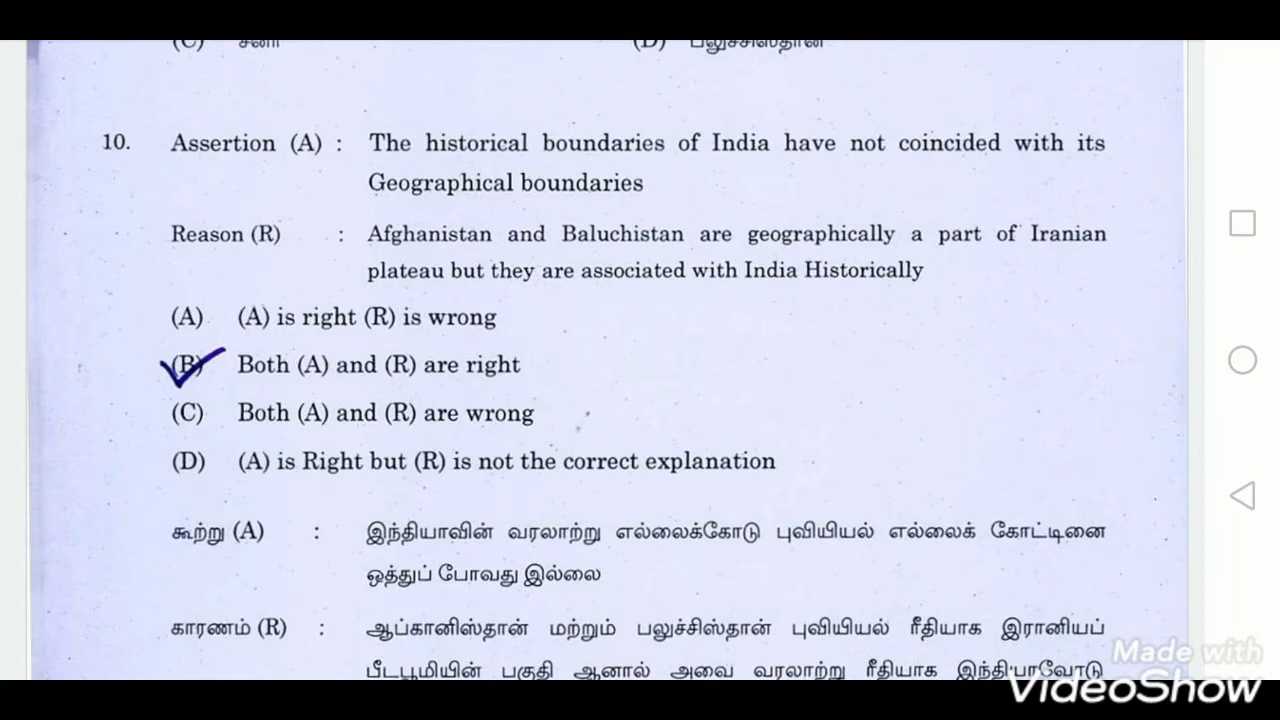 (C) சீனா (D) பலுச்சிஸ்தான்
10. Assertion (A) : The historical boundaries of India have not coincided with its
Geographical boundaries
Reason (R) : Afghanistan and Baluchistan are geographically a part of Iranian
plateau but they are associated with India Historically
(A) (A) is right (R) is wrong
(B) Both (A) and (R) are right
(C) Both (A) and (R) are wrong
(D) (A) is Right but (R) is not the correct explanation
கூற்று (A) : இந்தியாவின் வரலாற்று எல்லைக்கோடு புவியியல் எல்லைக் கோட்டினை
ஒத்துப் போவது இல்லை
காரணம் (R) : ஆப்கானிஸ்தான் மற்றும் பலுச்சிஸ்தான் புவியியல் ரீதியாக இரானியப்
பீடபூமியின் பகுதி ஆனால் அவை வரலாற்று ரீதியாக இந்தியாவோடு
Made with
VideoShow